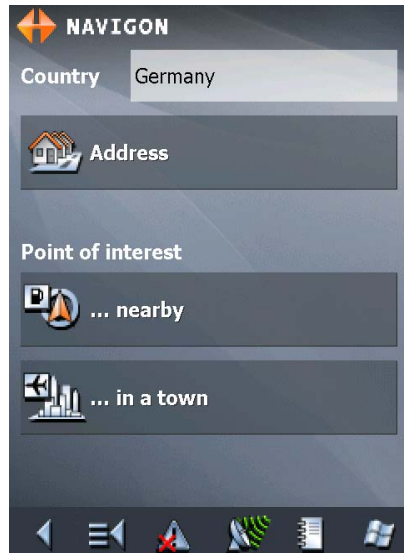 NAVIGON
Country Germany
Address
Point of interest
... nearby
... in a town